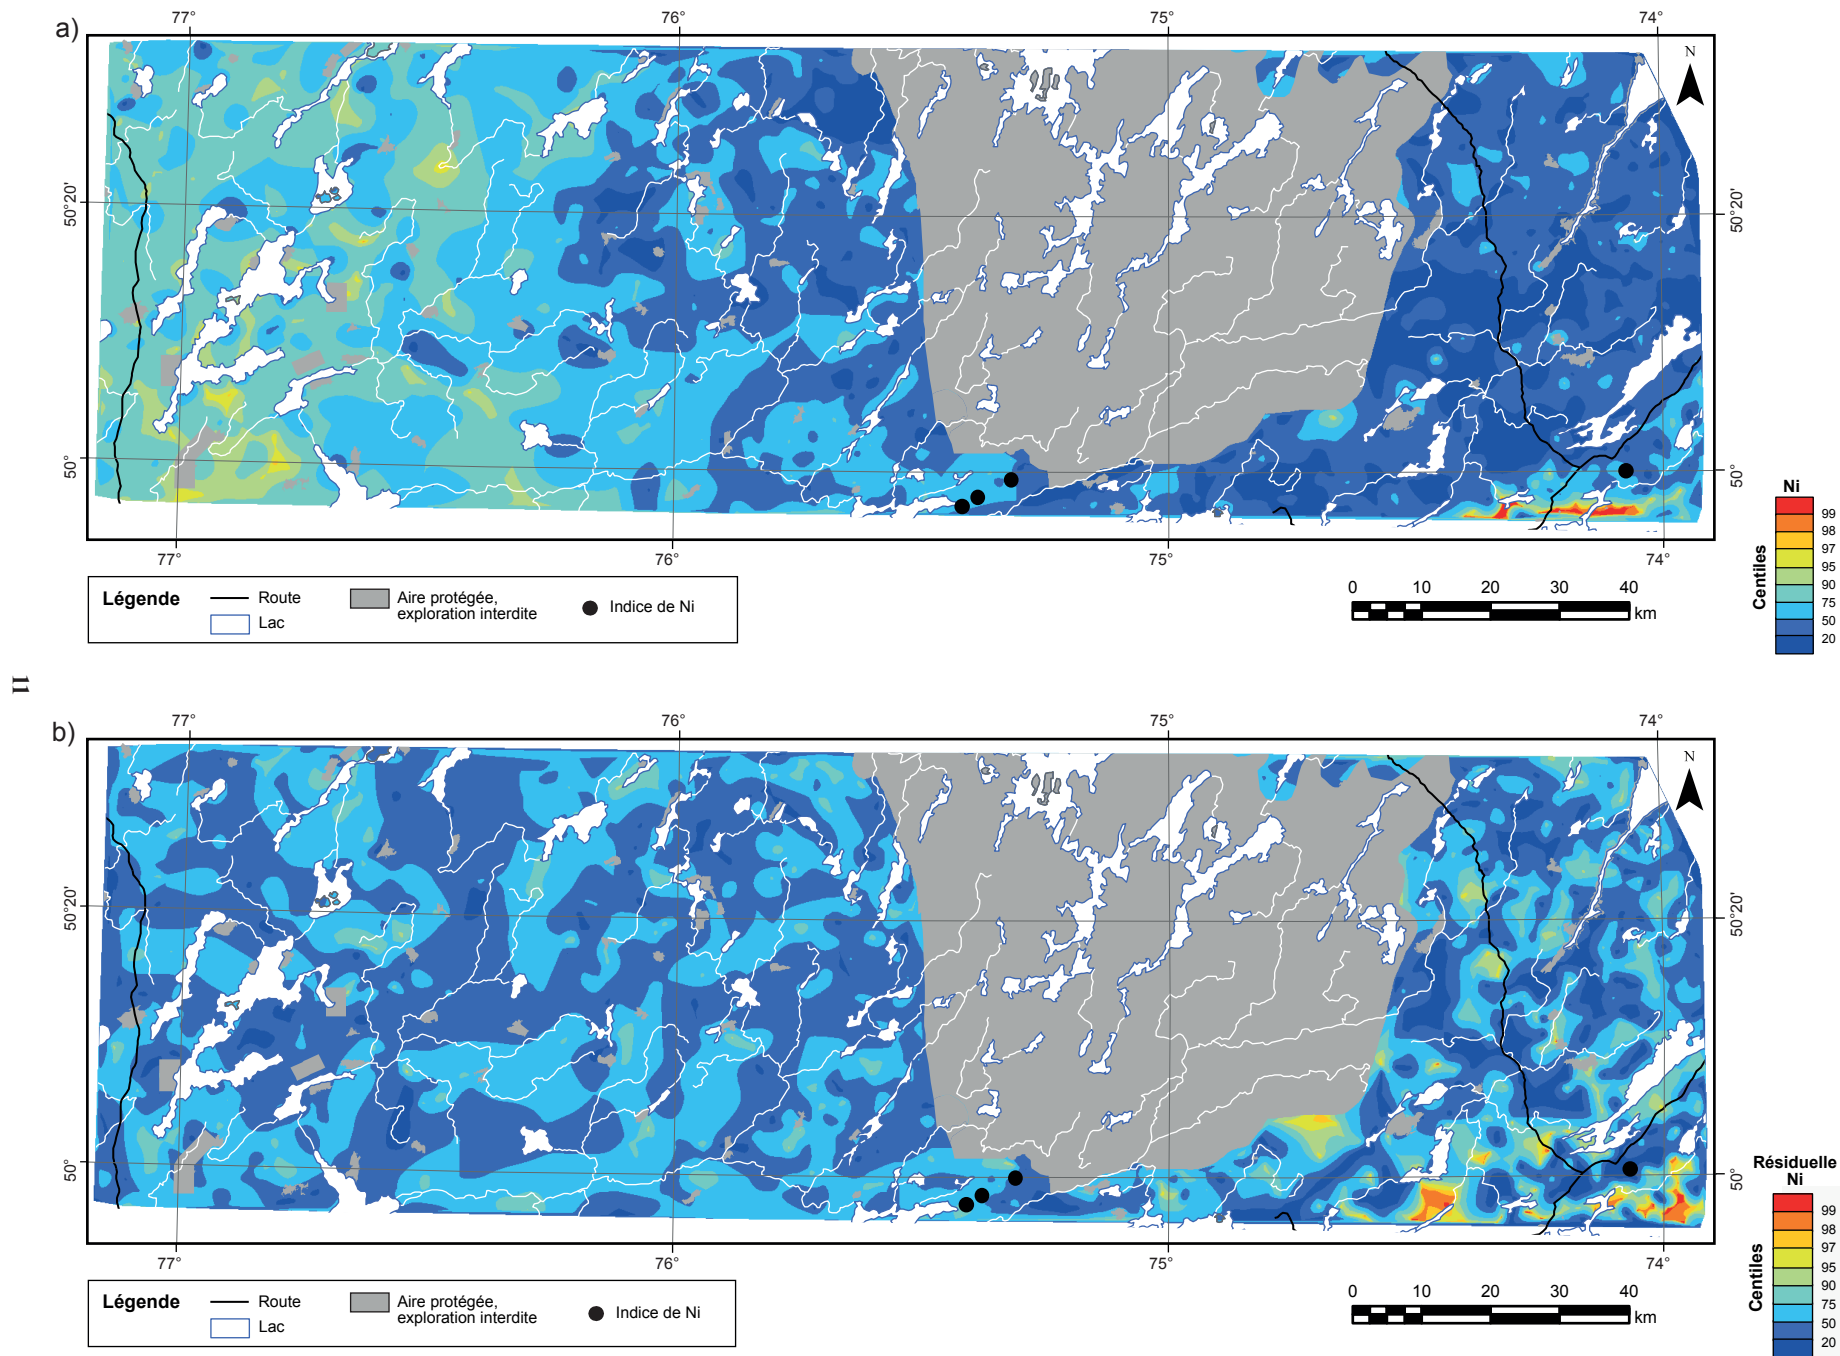 a)
77°
76°
75°
74°
N
50°20'
50°20'
50°
50°
77°
76°
75°
74°
Ni
Centiles
99
98
97
95
90
75
50
20
Légende
Route
Lac
Aire protégée,
exploration interdite
Indice de Ni
0 10 20 30 40
km
11
b)
77°
76°
75°
74°
N
50°20'
50°20'
50°
50°
77°
76°
75°
74°
Résiduelle
Ni
Centiles
99
98
97
95
90
75
50
20
Légende
Route
Lac
Aire protégée,
exploration interdite
Indice de Ni
0 10 20 30 40
km